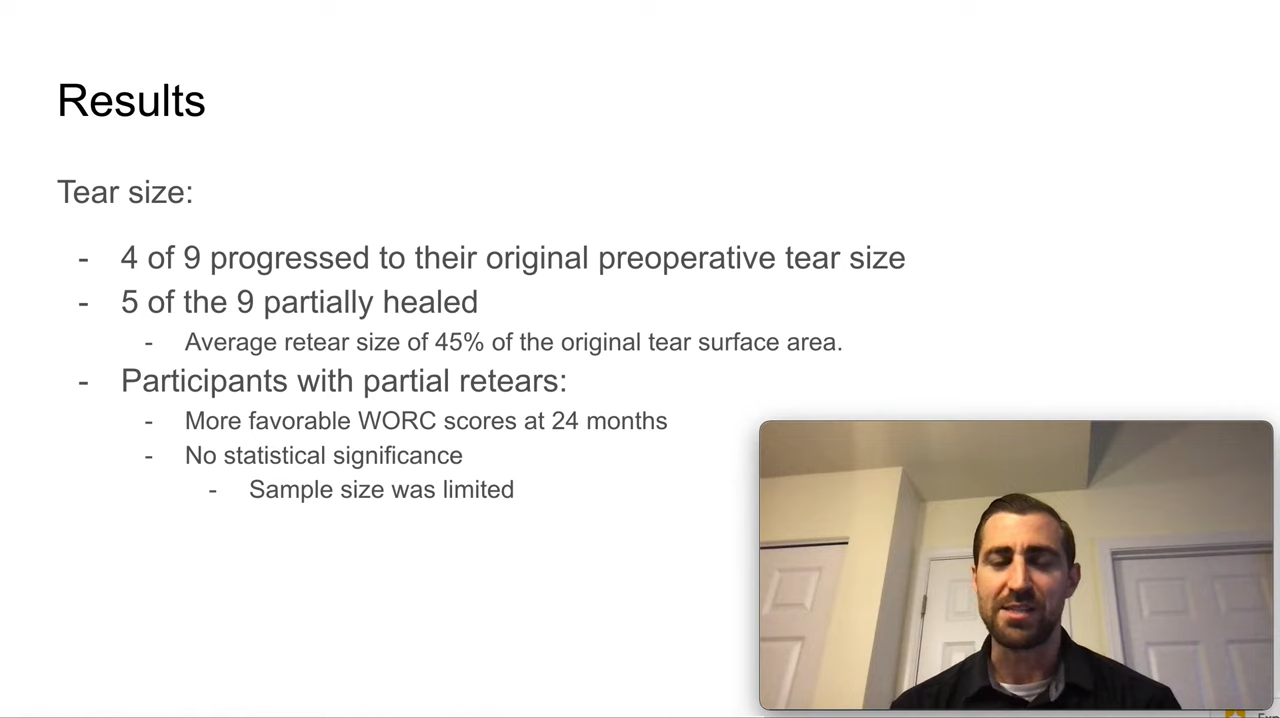 Results
Tear size:
- 4 of 9 progressed to their original preoperative tear size
- 5 of the 9 partially healed
- Average retear size of 45% of the original tear surface area.
- Participants with partial retears:
- More favorable WORC scores at 24 months
- No statistical significance
- Sample size was limited